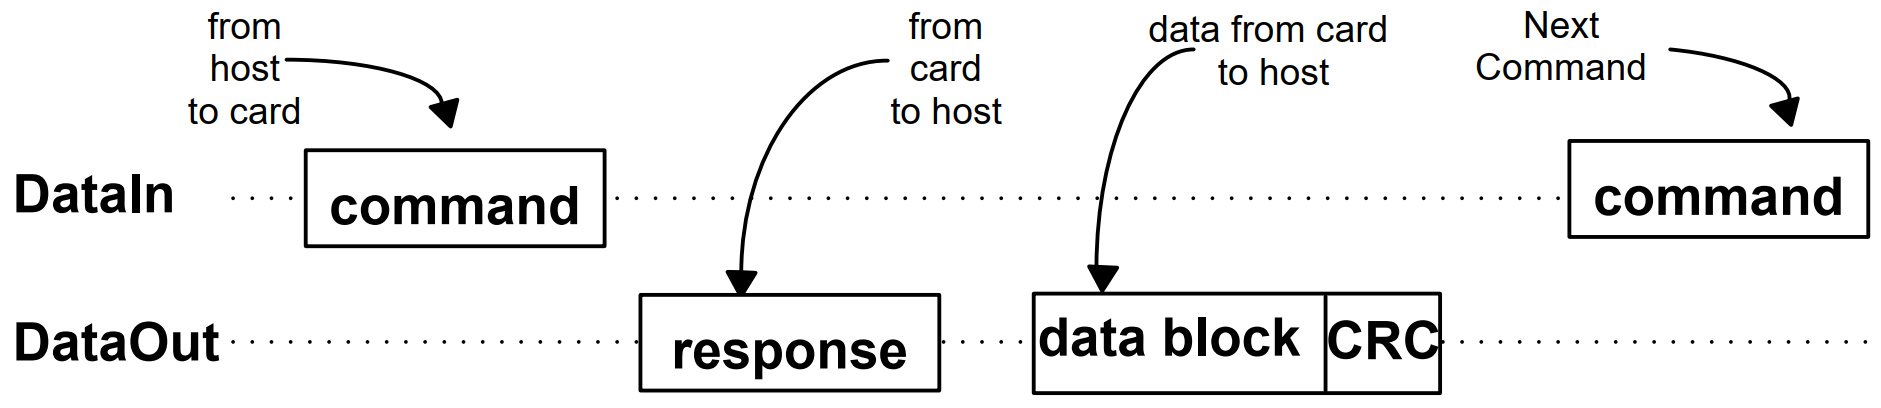 from
host
to card
from
card
to host
data from card
to host
Next
Command
DataIn
command
command
DataOut
response
data block
CRC